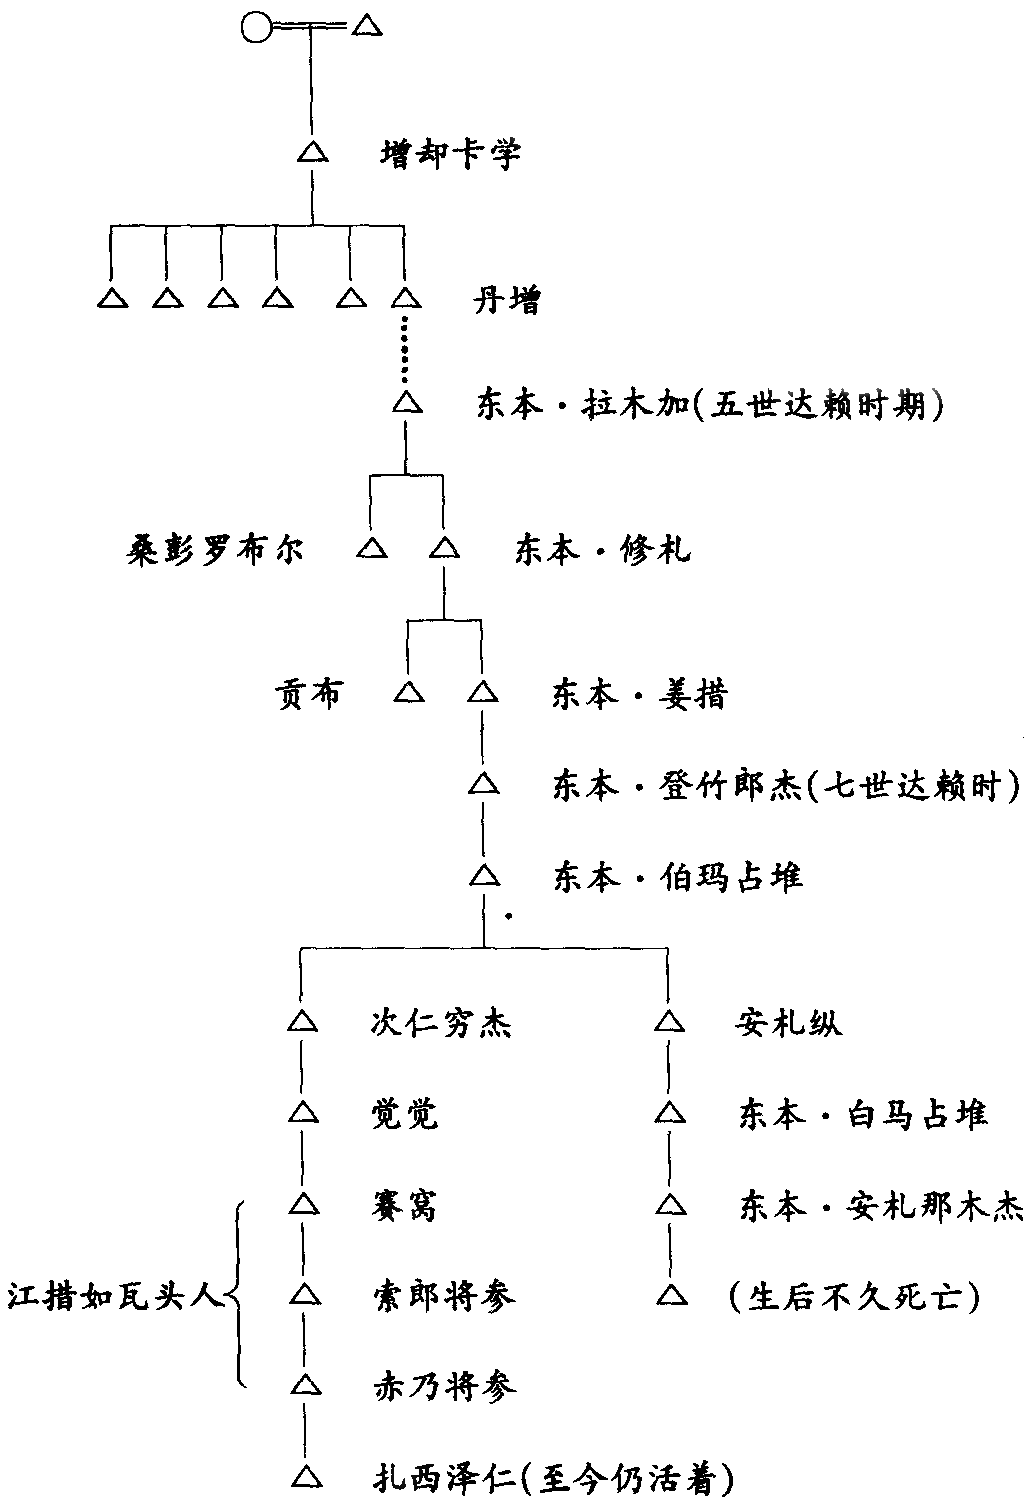 增却卡学
丹增
东本·拉木加(五世达赖时期)
桑彭罗布尔 东本·修札
贡布 东本·姜措
东本·登竹郎杰(七世达赖时)
东本·伯玛占堆
次仁穷杰 安札纵
觉觉 东本·白马占堆
赛窝 东本·安札那木杰
江措如瓦头人 索郎将参 (生后不久死亡)
赤乃将参
扎西泽仁(至今仍活着)